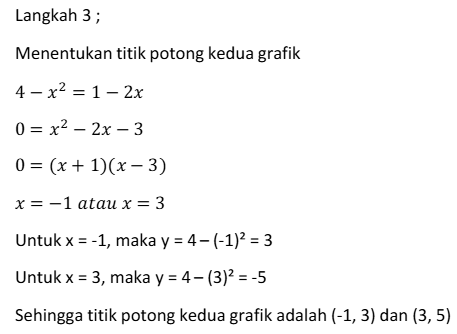 Langkah 3 ;
Menentukan titik potong kedua grafik
4 − x² = 1 − 2x
0 = x² − 2x − 3
0 = (x + 1)(x − 3)
x = −1 atau x = 3
Untuk x = -1, maka y = 4 – (-1)² = 3
Untuk x = 3, maka y = 4 – (3)² = -5
Sehingga titik potong kedua grafik adalah (-1, 3) dan (3, 5)